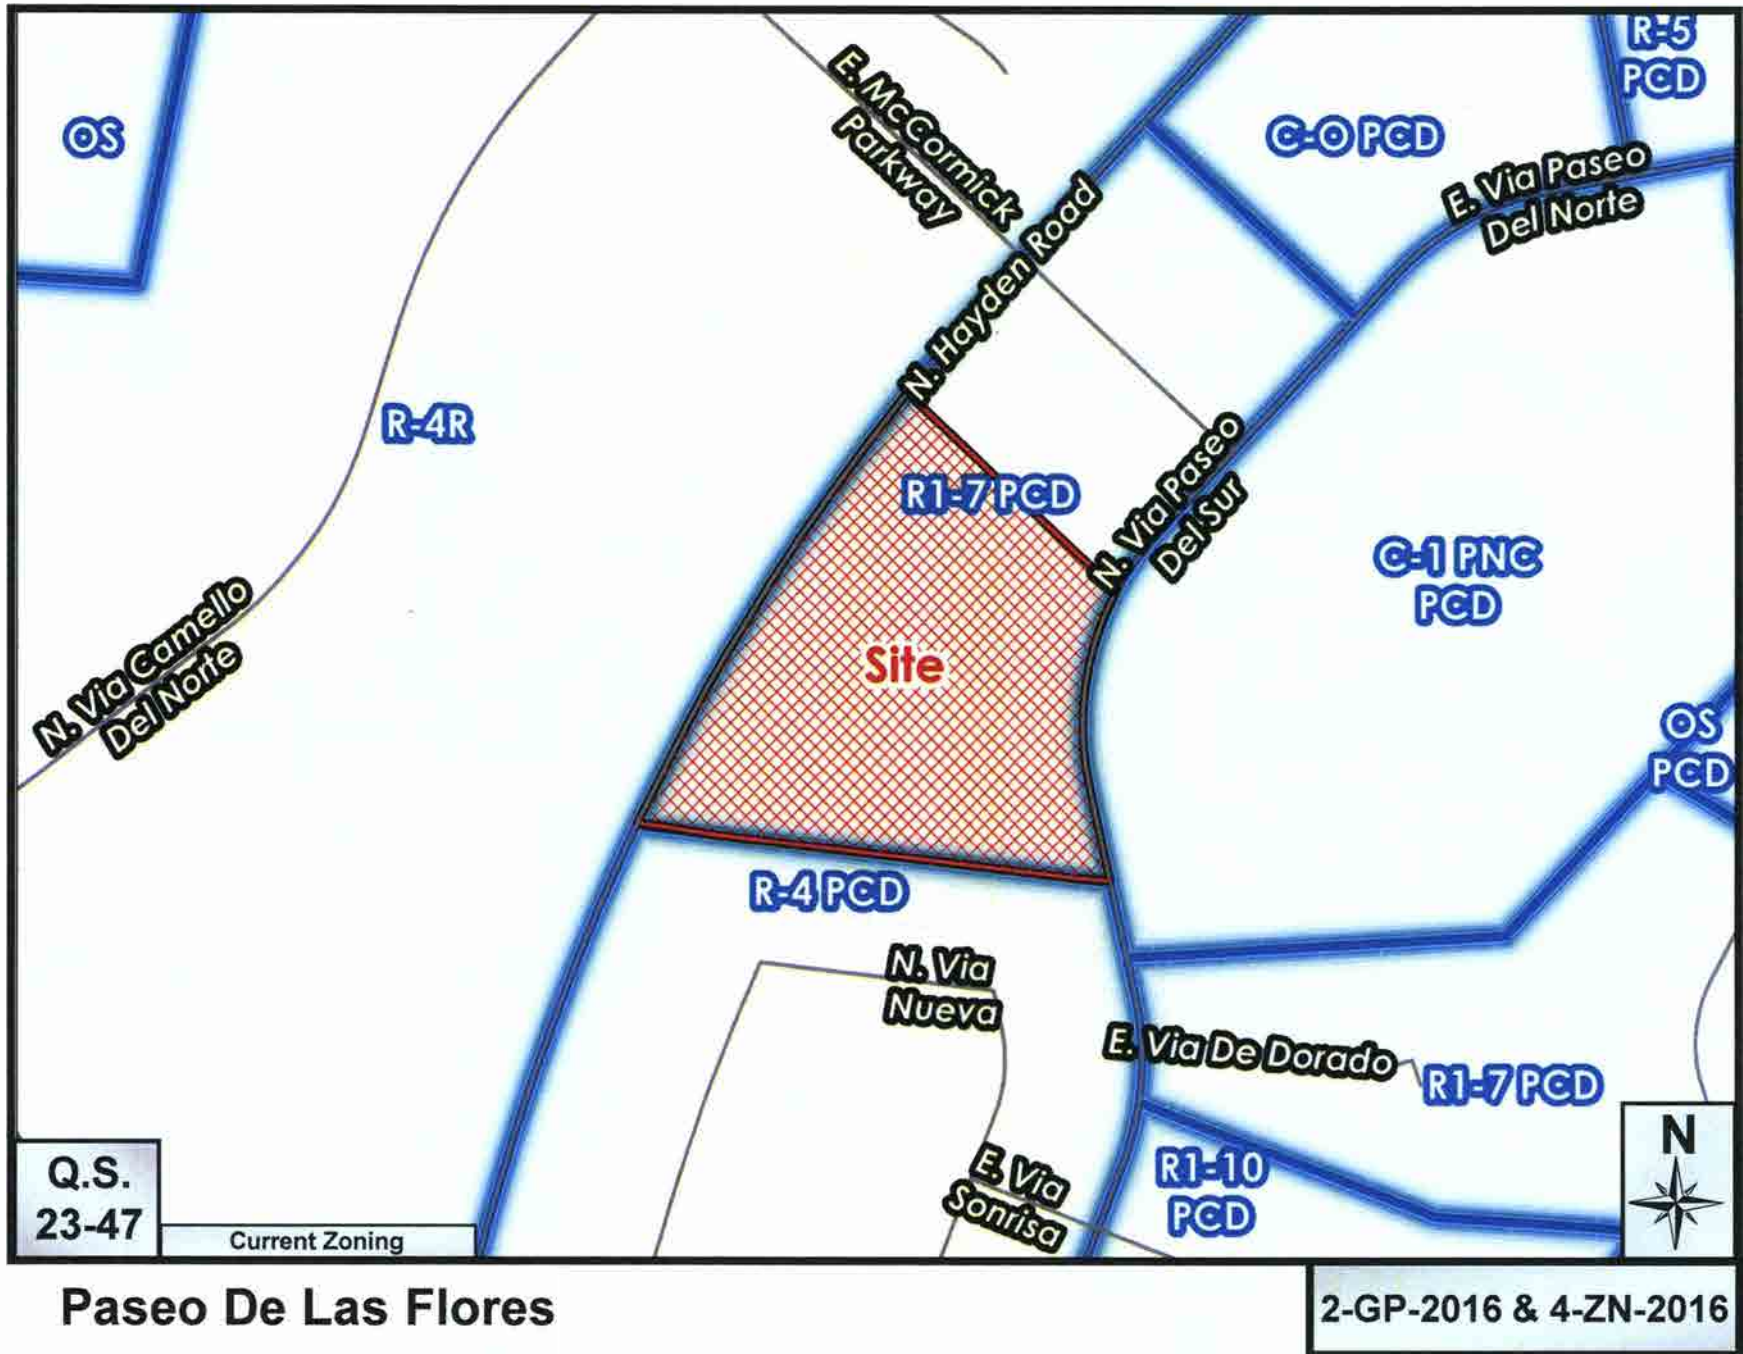 R-5
PCD
OS
E. McCormick
Parkway
C-O PCD
E. Via Paseo
Del Norte
N. Hayden Road
R-4R
R1-7 PCD
N. Via Paseo
Del Sur
C-1 PNC
PCD
Site
N. Via Camello
Del Norte
OS
PCD
R-4 PCD
N. Via
Nueva
E. Via De Dorado
R1-7 PCD
E. Via
Sonrisa
R1-10
PCD
N
Q.S.
23-47
Current Zoning
Paseo De Las Flores
2-GP-2016 & 4-ZN-2016